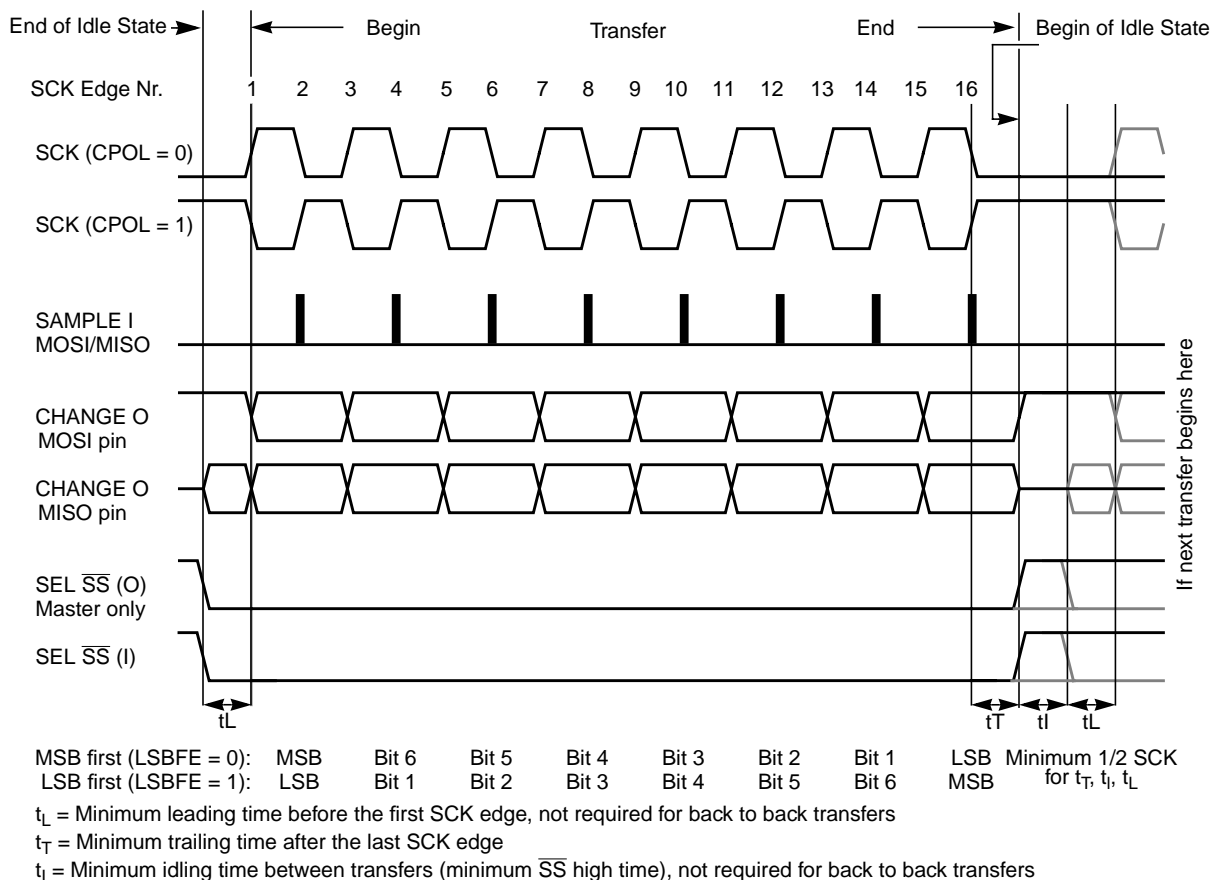 End of Idle State
Begin
Transfer
End
Begin of Idle State
SCK Edge Nr.
1 2 3 4 5 6 7 8 9 10 11 12 13 14 15 16
SCK (CPOL = 0)
SCK (CPOL = 1)
SAMPLE I
MOSI/MISO
CHANGE O
MOSI pin
CHANGE O
MISO pin
SEL S̅S̅ (O)
Master only
SEL S̅S̅ (I)
If next transfer begins here
tL
tT
tI
tL
MSB first (LSBFE = 0): MSB Bit 6 Bit 5 Bit 4 Bit 3 Bit 2 Bit 1 LSB
LSB first (LSBFE = 1): LSB Bit 1 Bit 2 Bit 3 Bit 4 Bit 5 Bit 6 MSB
Minimum 1/2 SCK
for tT, tI, tL
tL = Minimum leading time before the first SCK edge, not required for back to back transfers
tT = Minimum trailing time after the last SCK edge
tI = Minimum idling time between transfers (minimum S̅S̅ high time), not required for back to back transfers